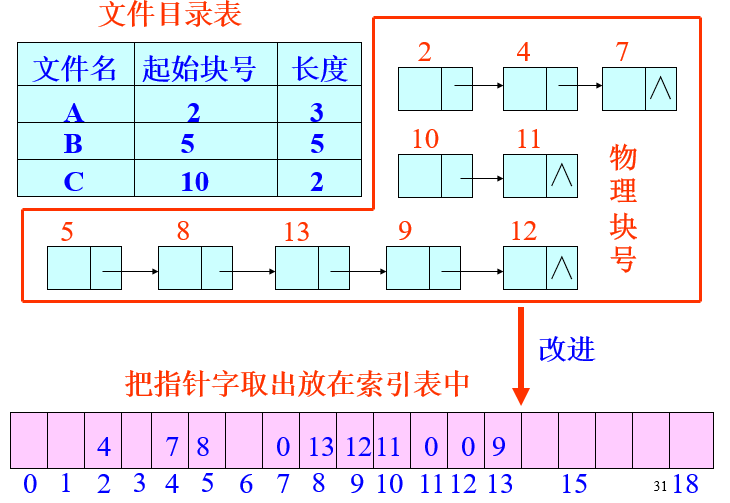 文件目录表
文件名 起始块号 长度
A 2 3
B 5 5
C 10 2
2 4 7
∧
10 11
∧
物理块号
5 8 13 9 12
∧
改进
把指针字取出放在索引表中
4 7 8 0 13 12 11 0 0 9
0 1 2 3 4 5 6 7 8 9 10 11 12 13 15 31 18